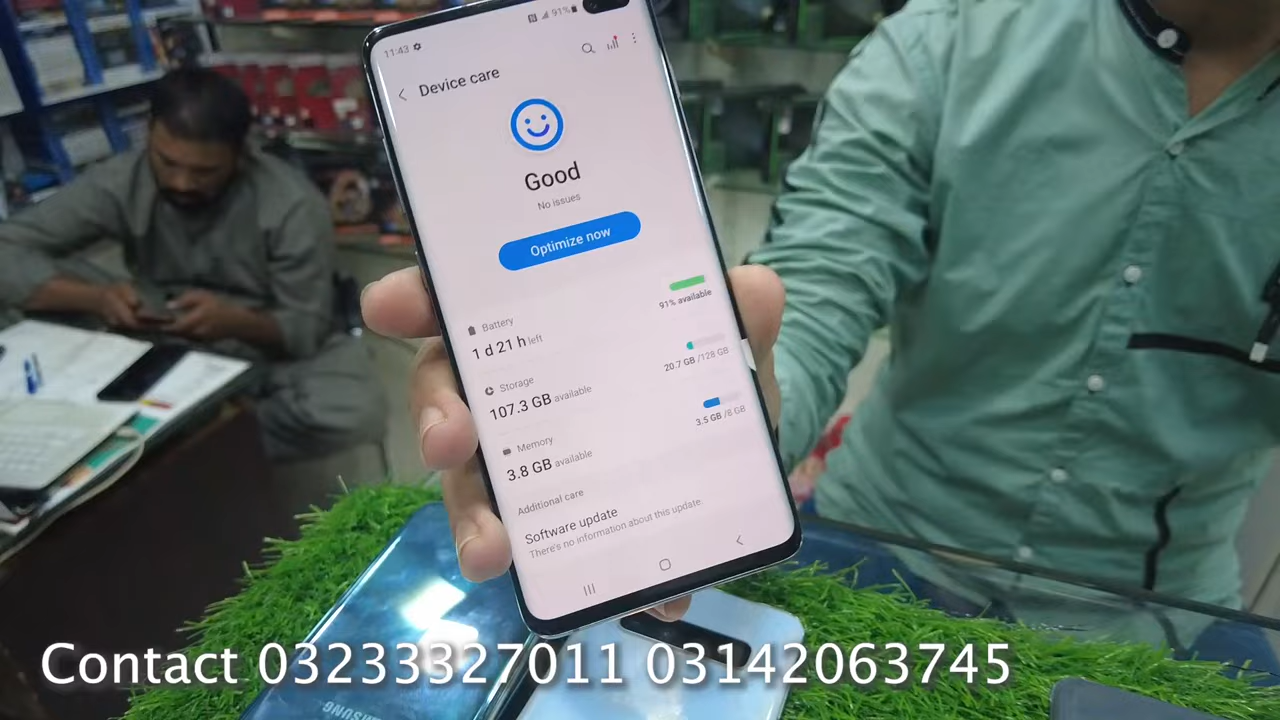 11:43
91%
Device care
Good
No issues
Optimize now
Battery
1 d 21 h left
91% available
Storage
107.3 GB available
20.7 GB /128 GB
Memory
3.8 GB available
3.5 GB /8 GB
Additional care
Software update
There's no information about this update.
SAMSUNG
Contact 03233327011 03142063745